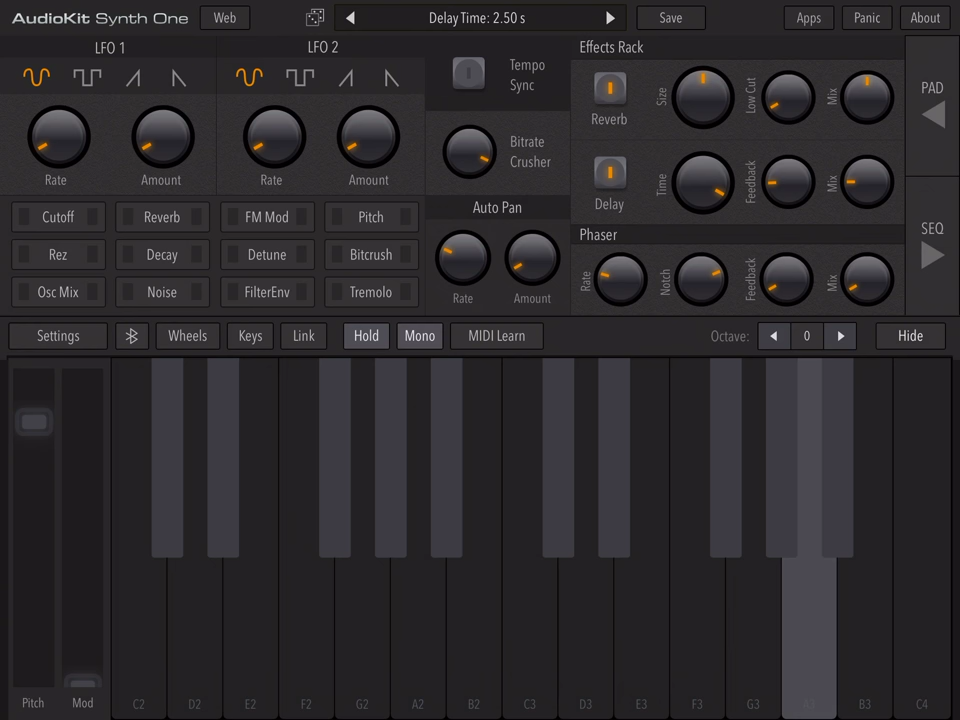 AudioKit Synth One
Web
Delay Time: 2.50 s
Save
Apps
Panic
About
LFO 1
LFO 2
Tempo
Sync
Effects Rack
PAD
Size
Low Cut
Mix
Reverb
Bitrate
Crusher
Rate
Amount
Rate
Amount
Time
Feedback
Mix
Delay
Auto Pan
Cutoff
Reverb
FM Mod
Pitch
Rez
Decay
Detune
Bitcrush
Osc Mix
Noise
FilterEnv
Tremolo
Rate
Amount
Phaser
SEQ
Rate
Notch
Feedback
Mix
Settings
Wheels
Keys
Link
Hold
Mono
MIDI Learn
Octave:
0
Hide
Pitch
Mod
C2
D2
E2
F2
G2
A2
B2
C3
D3
E3
F3
G3
A3
B3
C4